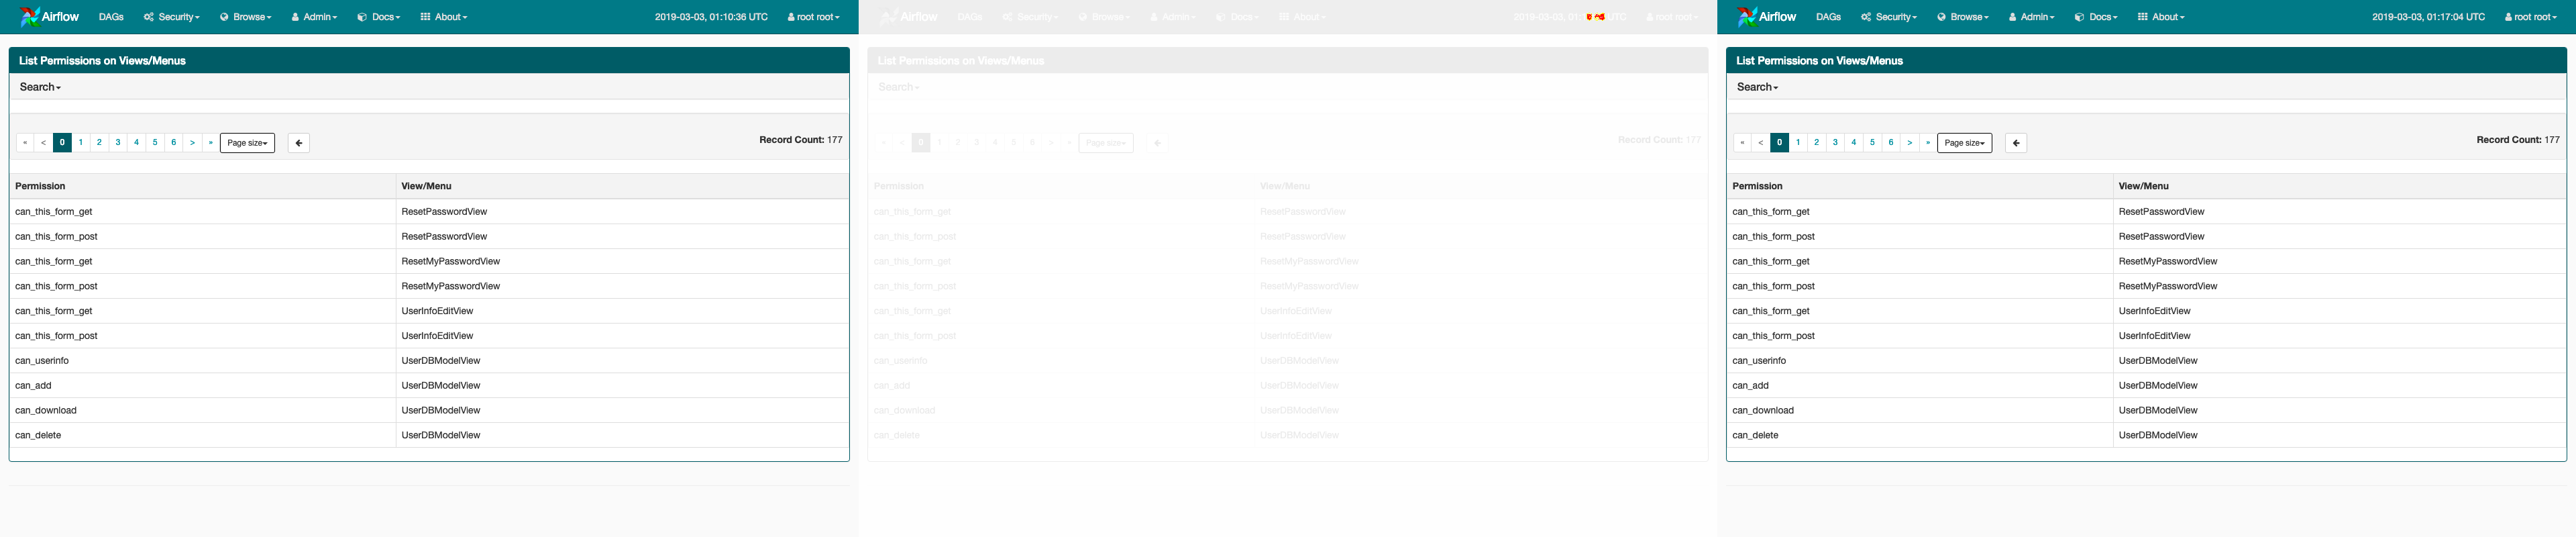 Airflow DAGs Security Browse Admin Docs About 2019-03-03, 01:10:36 UTC root root
List Permissions on Views/Menus
Search
« < 0 1 2 3 4 5 6 > » Page size Record Count: 177
Permission View/Menu
can_this_form_get ResetPasswordView
can_this_form_post ResetPasswordView
can_this_form_get ResetMyPasswordView
can_this_form_post ResetMyPasswordView
can_this_form_get UserInfoEditView
can_this_form_post UserInfoEditView
can_userinfo UserDBModelView
can_add UserDBModelView
can_download UserDBModelView
can_delete UserDBModelView
Airflow DAGs Security Browse Admin Docs About 2019-03-03, 01: UTC root root
List Permissions on Views/Menus
Search
« < 0 1 2 3 4 5 6 > » Page size Record Count: 177
Permission View/Menu
can_this_form_get ResetPasswordView
can_this_form_post ResetPasswordView
can_this_form_get ResetMyPasswordView
can_this_form_post ResetMyPasswordView
can_this_form_get UserInfoEditView
can_this_form_post UserInfoEditView
can_userinfo UserDBModelView
can_add UserDBModelView
can_download UserDBModelView
can_delete UserDBModelView
Airflow DAGs Security Browse Admin Docs About 2019-03-03, 01:17:04 UTC root root
List Permissions on Views/Menus
Search
« < 0 1 2 3 4 5 6 > » Page size Record Count: 177
Permission View/Menu
can_this_form_get ResetPasswordView
can_this_form_post ResetPasswordView
can_this_form_get ResetMyPasswordView
can_this_form_post ResetMyPasswordView
can_this_form_get UserInfoEditView
can_this_form_post UserInfoEditView
can_userinfo UserDBModelView
can_add UserDBModelView
can_download UserDBModelView
can_delete UserDBModelView